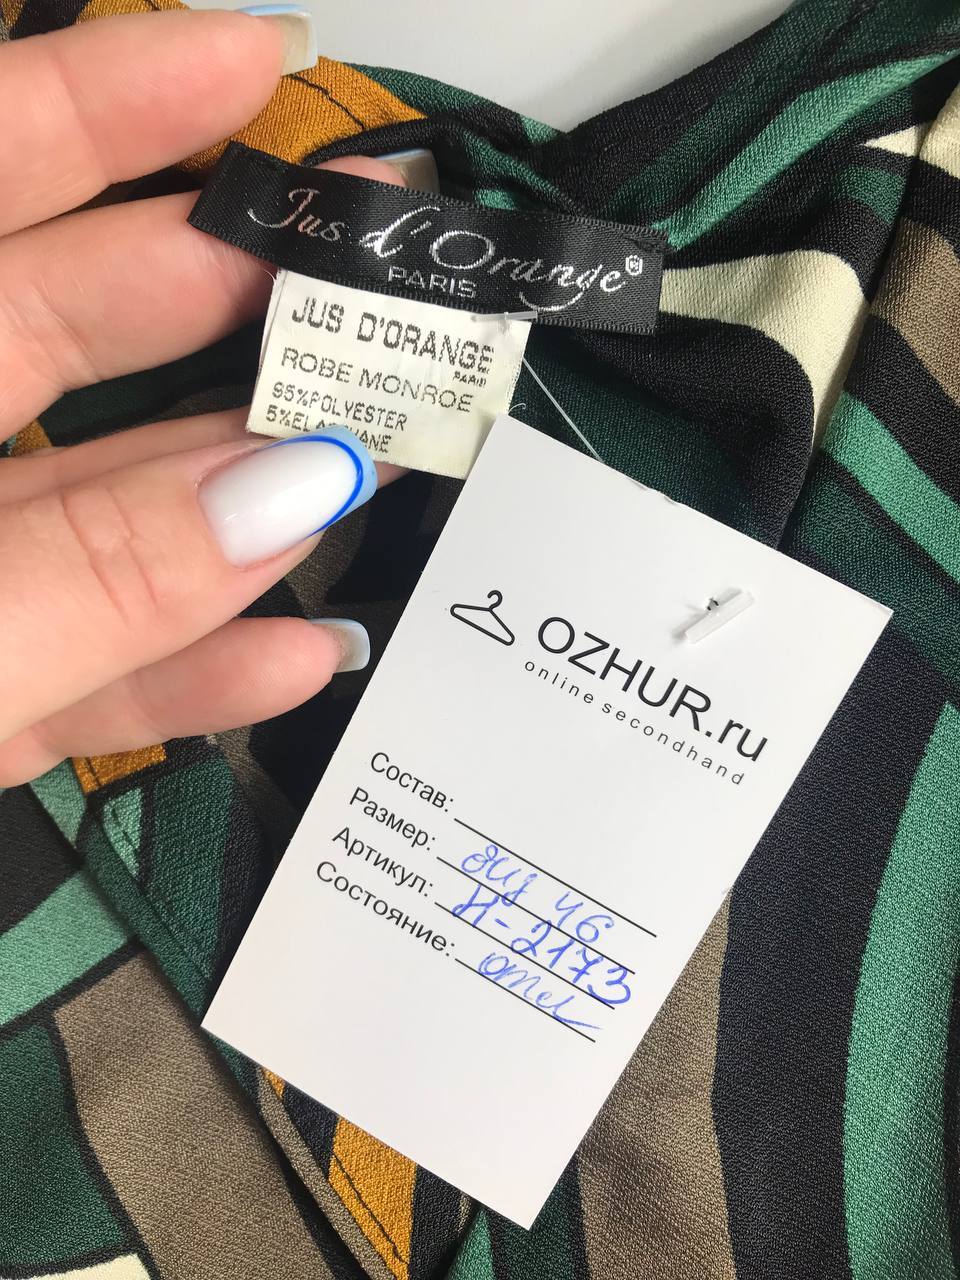 Jus d'Orange®
PARIS
JUS D'ORANGE
PARIS
ROBE MONROE
95%POLYESTER
5%ELASTHANE
OZHUR.ru
online secondhand
Состав:
Размер: 46
Артикул: Н-2173
Состояние: отл